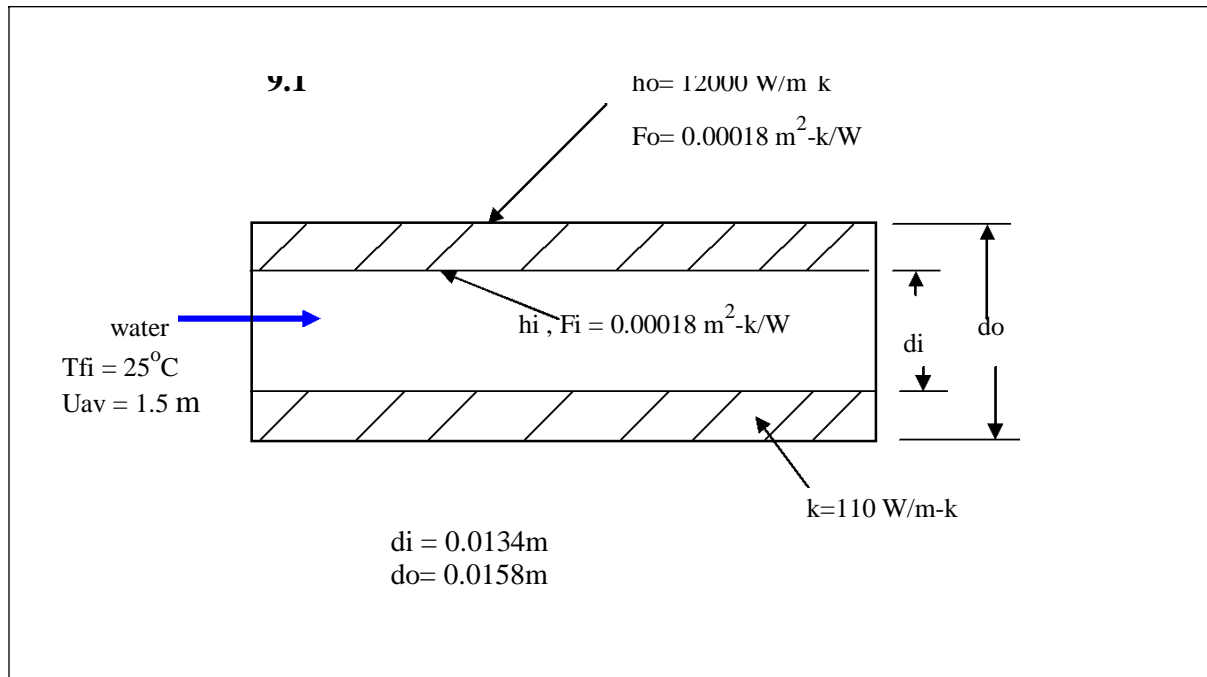 9.1
ho= 12000 W/m k
Fo= 0.00018 m²-k/W
hi , Fi = 0.00018 m²-k/W
water
Tfi = 25°C
Uav = 1.5 m
di
do
k=110 W/m-k
di = 0.0134m
do= 0.0158m